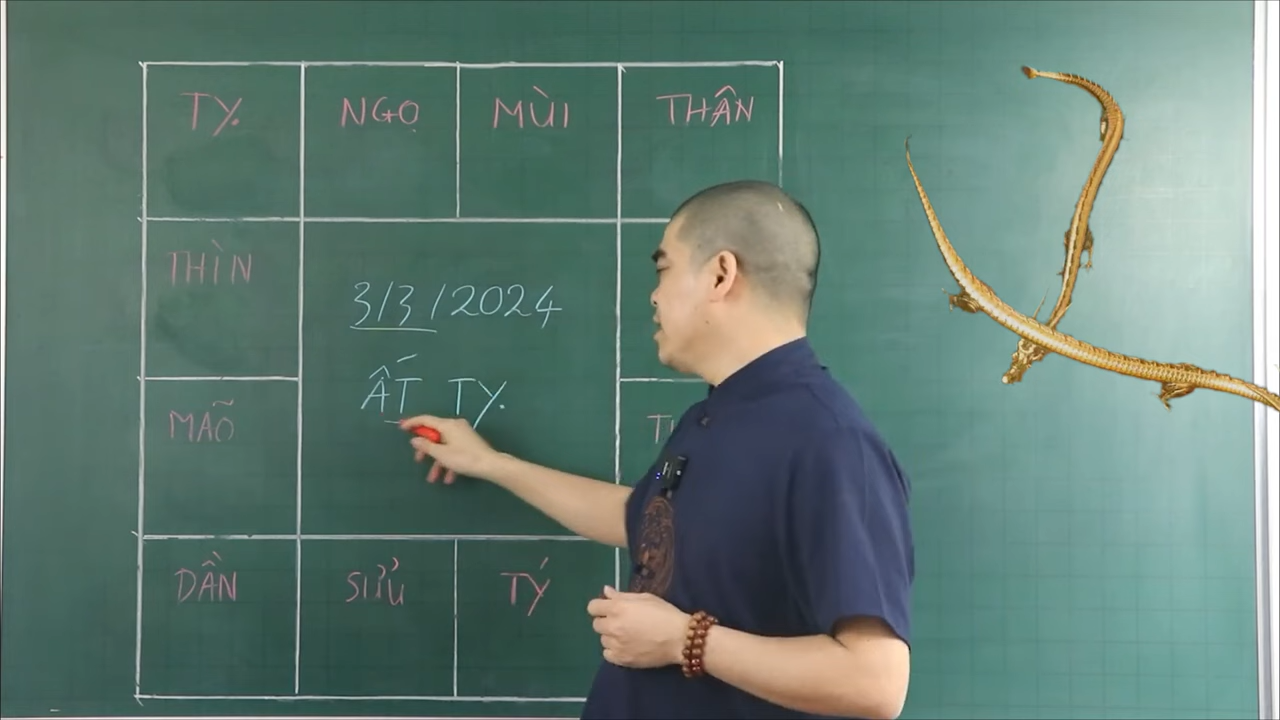 TỴ
NGỌ
MÙI
THÂN
THÌN
3/3/2024
ẤT TỴ
MÃO
DẦN
SỬU
TÝ